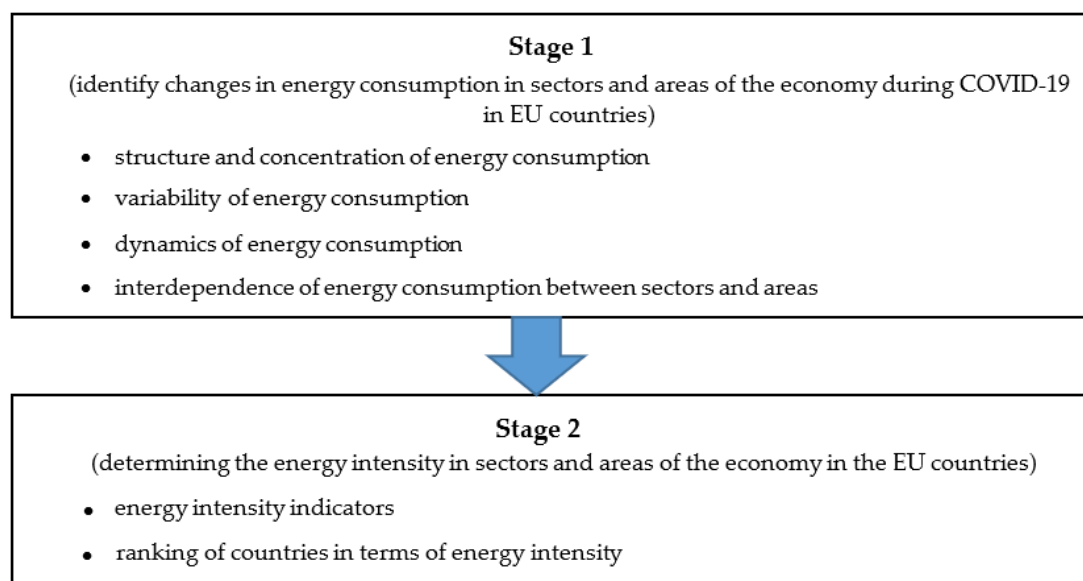 Stage 1
(identify changes in energy consumption in sectors and areas of the economy during COVID-19
in EU countries)
• structure and concentration of energy consumption
• variability of energy consumption
• dynamics of energy consumption
• interdependence of energy consumption between sectors and areas
Stage 2
(determining the energy intensity in sectors and areas of the economy in the EU countries)
• energy intensity indicators
• ranking of countries in terms of energy intensity